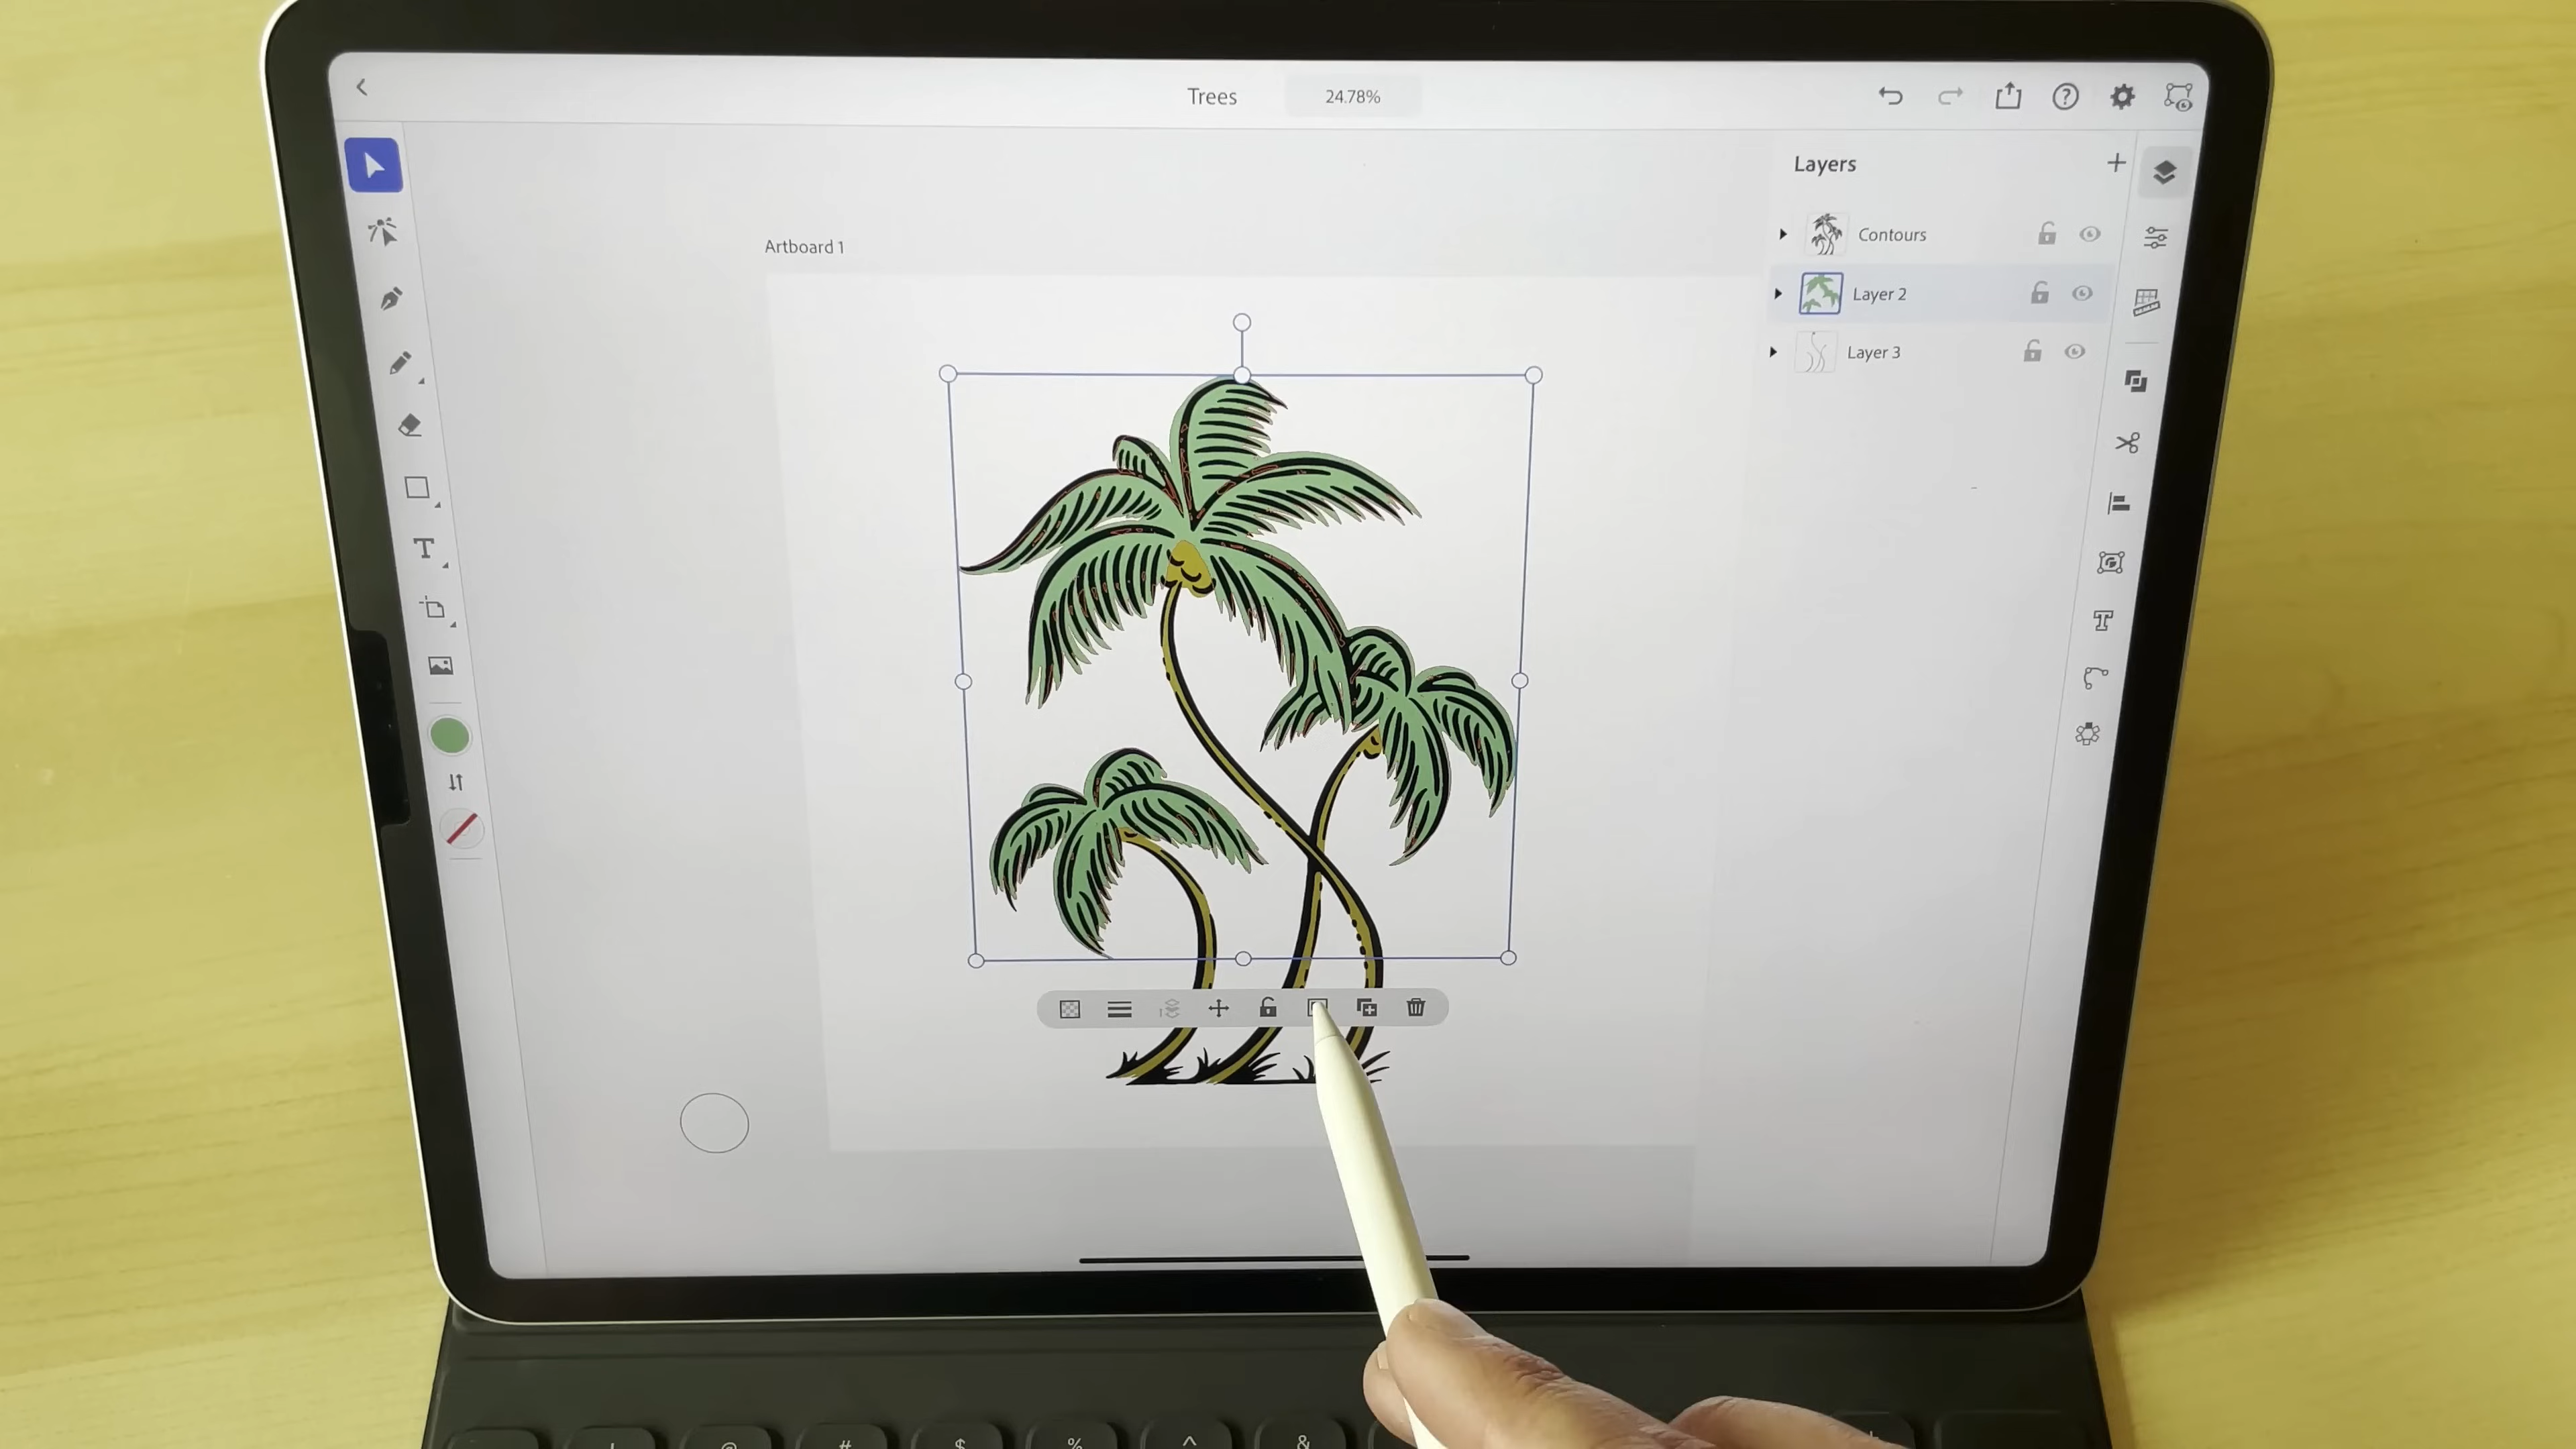 Trees
24.78%
Layers
Contours
Layer 2
Layer 3
Artboard 1
T
T
@ # $ % ^ &